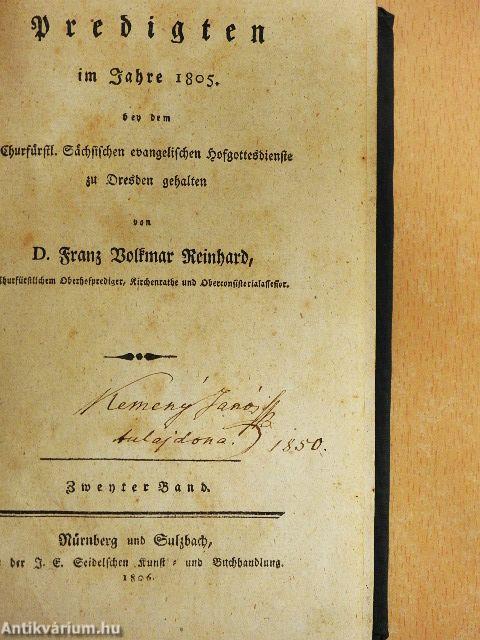 Predigten
im Jahre 1805.
bey dem
Churfürstl. Sächsischen evangelischen Hofgottesdienste
zu Dresden gehalten
von
D. Franz Volkmar Reinhard,
Churfürstlichem Oberhofprediger, Kirchenrathe und Oberconsistorialassessor.
Kemény János
tulajdona. 1850.
Zweyter Band.
Nürnberg und Sulzbach,
der J. E. Seidelschen Kunst- und Buchhandlung.
1806.
Antikvárium.hu